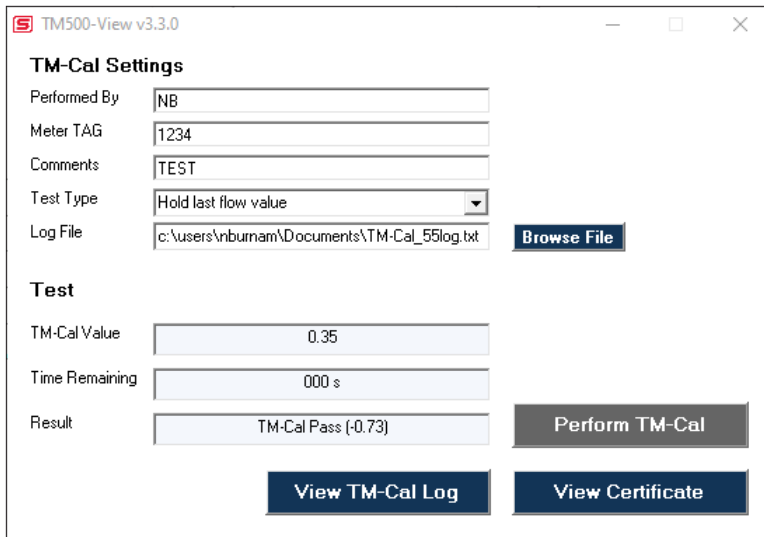 S TM500-View v3.3.0
TM-Cal Settings
Performed By NB
Meter TAG 1234
Comments TEST
Test Type Hold last flow value
Log File c:\users\nburnam\Documents\TM-Cal_55log.txt Browse File
Test
TM-Cal Value 0.35
Time Remaining 000 s
Result TM-Cal Pass (-0.73) Perform TM-Cal
View TM-Cal Log View Certificate